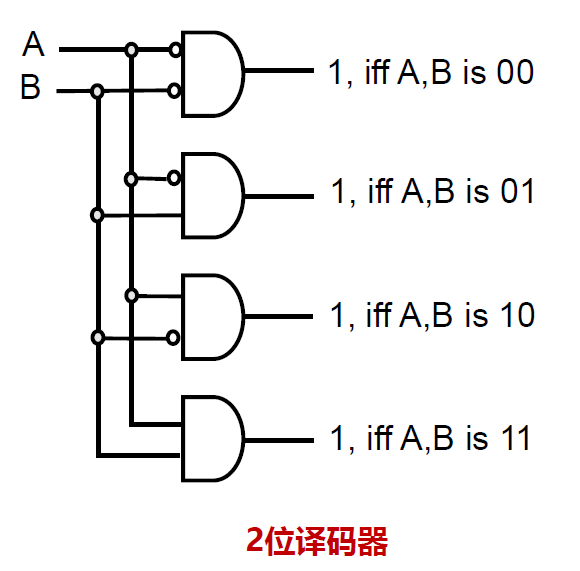 A
B
1, iff A,B is 00
1, iff A,B is 01
1, iff A,B is 10
1, iff A,B is 11
2位译码器